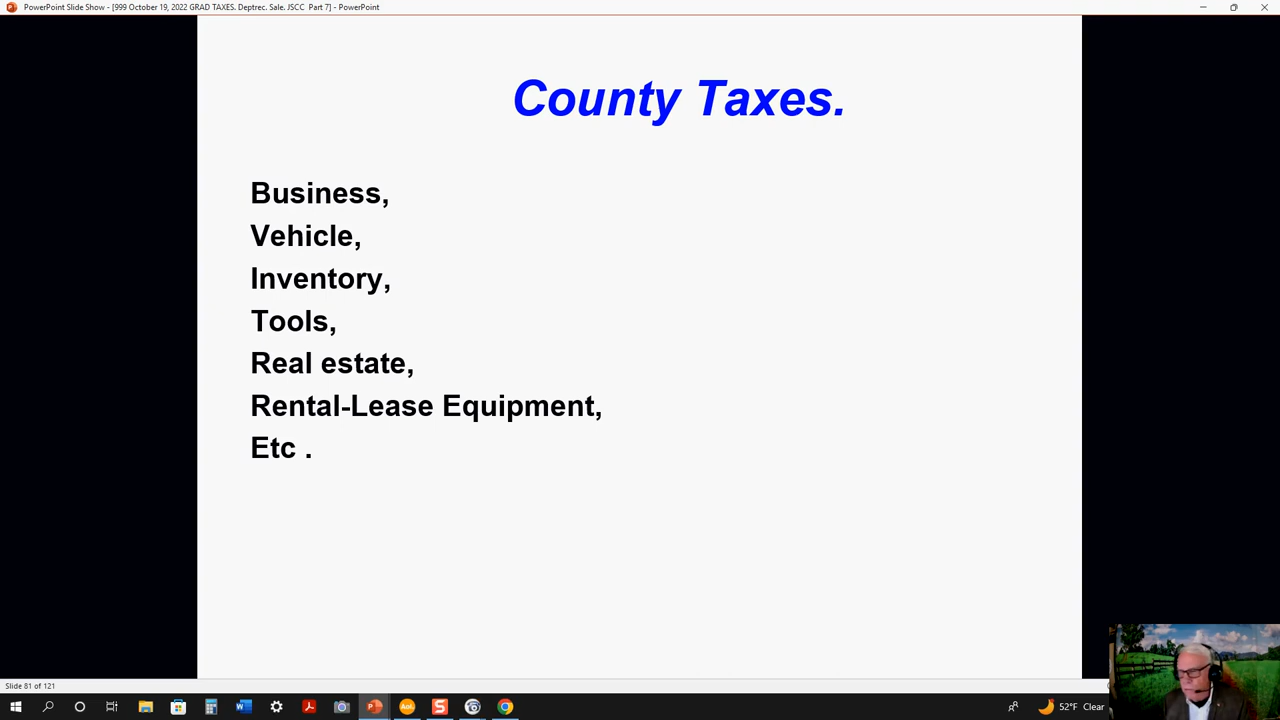 PowerPoint Slide Show - [999 October 19, 2022 GRAD TAXES. Deptrec. Sale. JSCC Part 7] - PowerPoint
County Taxes.
Business,
Vehicle,
Inventory,
Tools,
Real estate,
Rental-Lease Equipment,
Etc .
Slide 81 of 121
52°F Clear